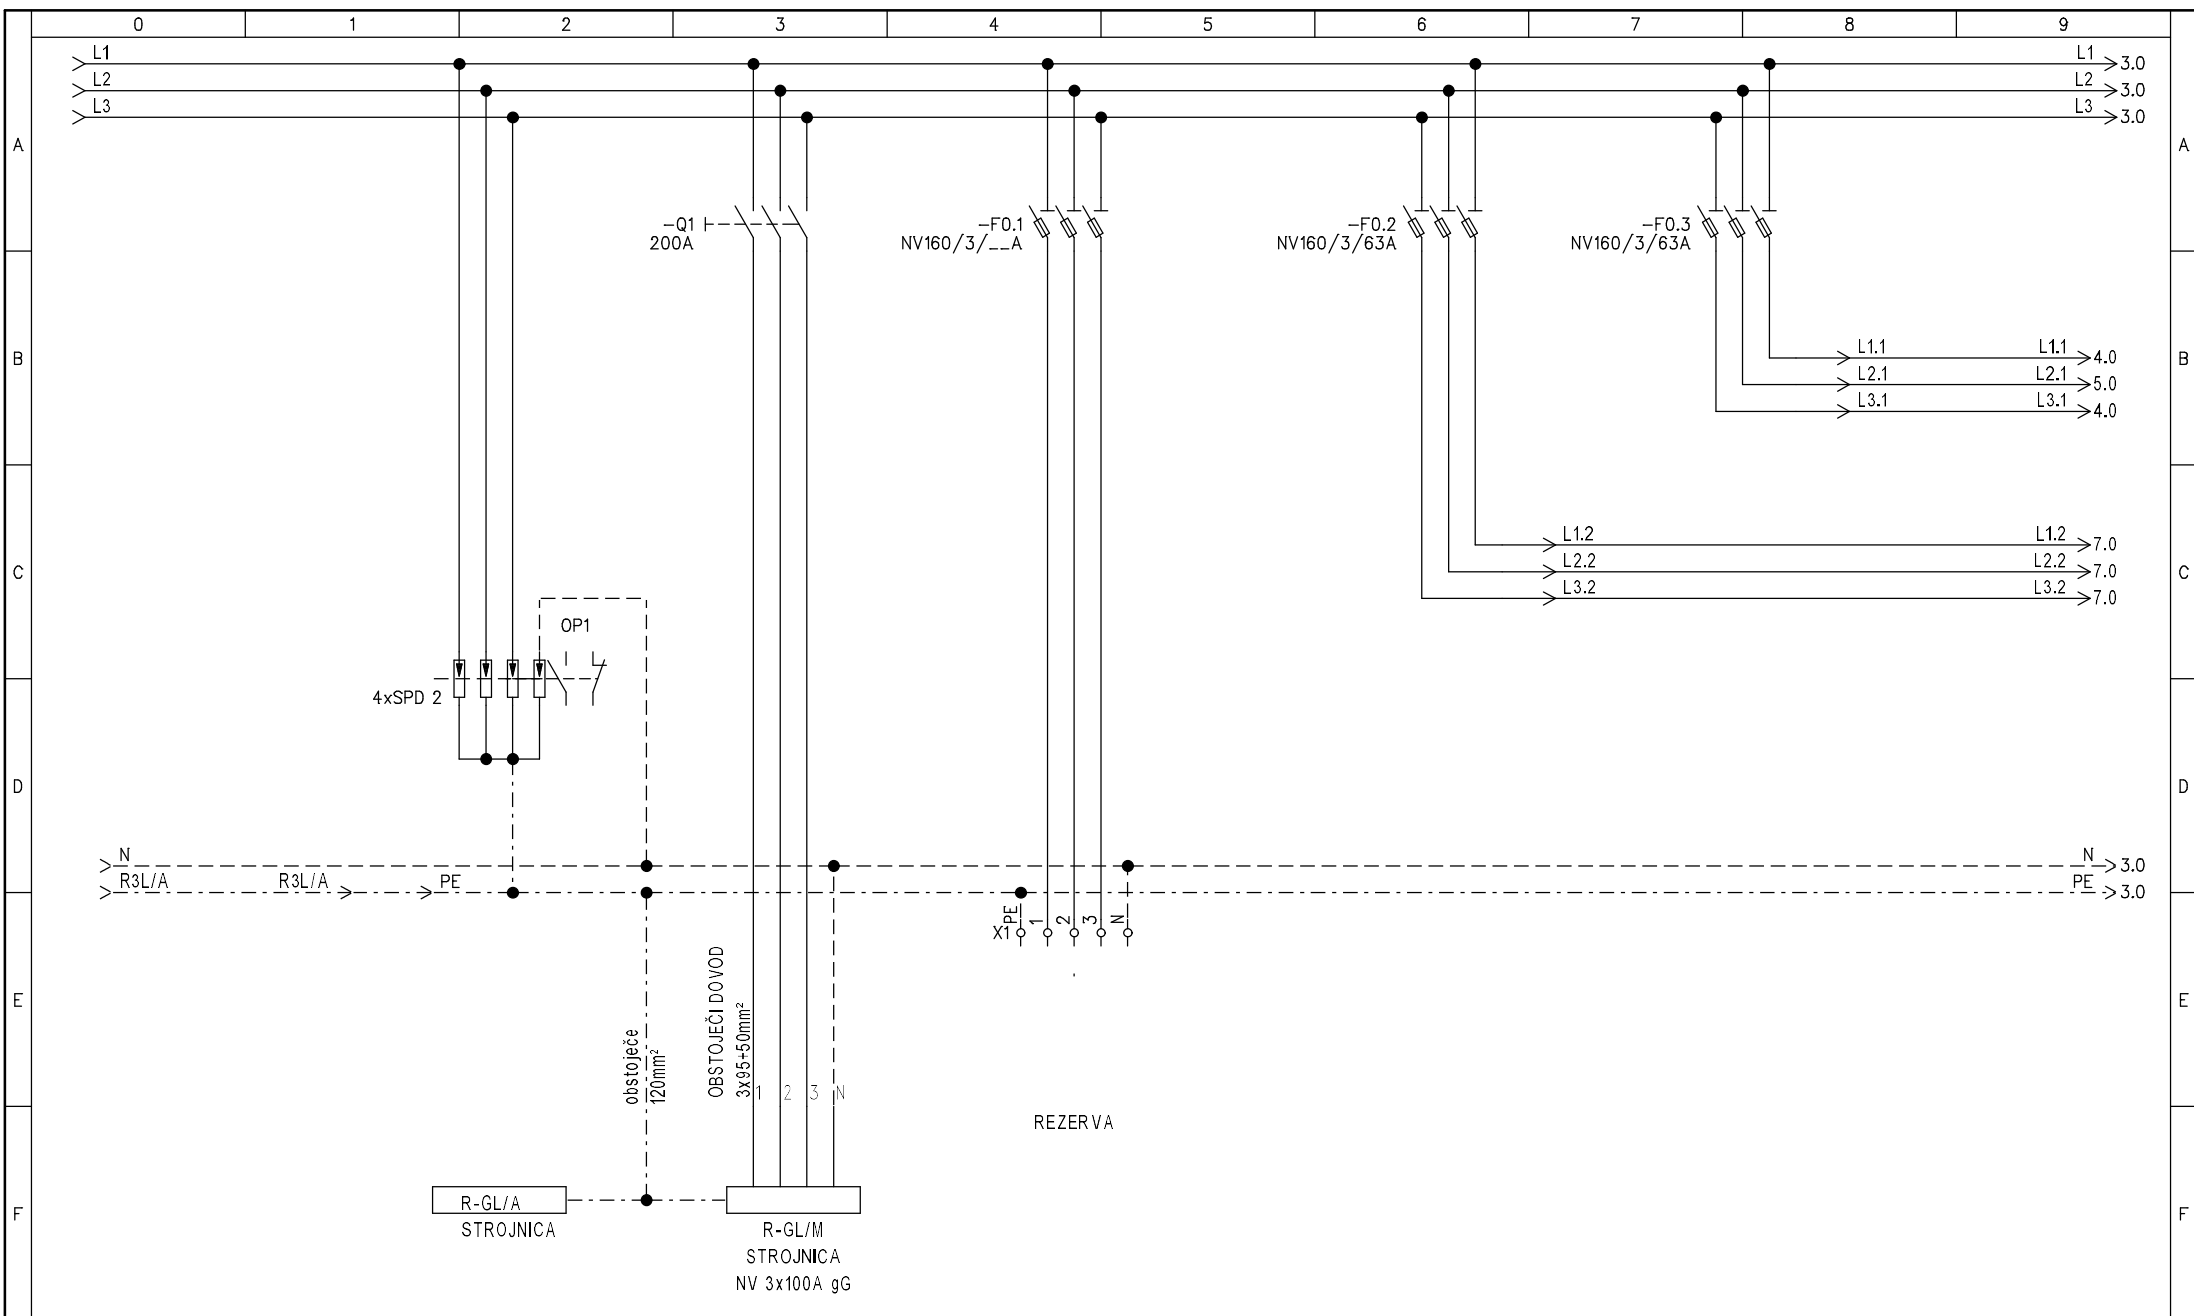 0 1 2 3 4 5 6 7 8 9
L1 L1 3.0
L2 L2 3.0
L3 L3 3.0
A A
-Q1
200A
-F0.1
NV160/3/__A
-F0.2
NV160/3/63A
-F0.3
NV160/3/63A
B B
L1.1 L1.1 4.0
L2.1 L2.1 5.0
L3.1 L3.1 4.0
L1.2 L1.2 7.0
L2.2 L2.2 7.0
L3.2 L3.2 7.0
C C
OP1
4xSPD 2
D D
N N 3.0
R3L/A R3L/A PE PE 3.0
X1 PE 1 2 3 N
E E
obstoječe
120mm²
OBSTOJEČI DOVOD
3x95+50mm²
1 2 3 N
REZERVA
F F
R-GL/A
STROJNICA
R-GL/M
STROJNICA
NV 3x100A gG